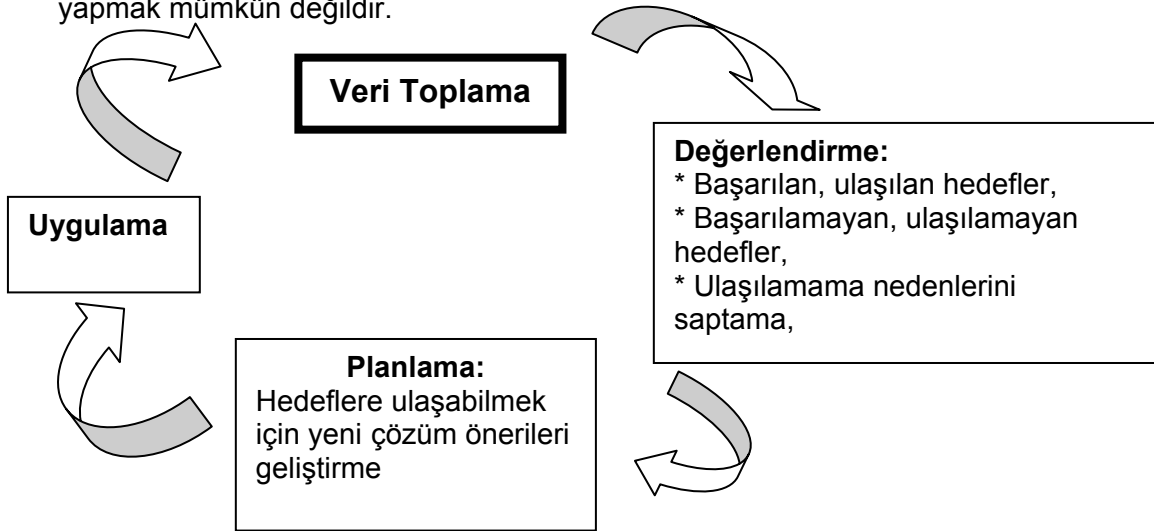 yapmak mümkün değildir.
Veri Toplama
Değerlendirme:
* Başarılan, ulaşılan hedefler,
* Başarılamayan, ulaşılamayan
hedefler,
* Ulaşılamama nedenlerini
saptama,
Uygulama
Planlama:
Hedeflere ulaşabilmek
için yeni çözüm önerileri
geliştirme